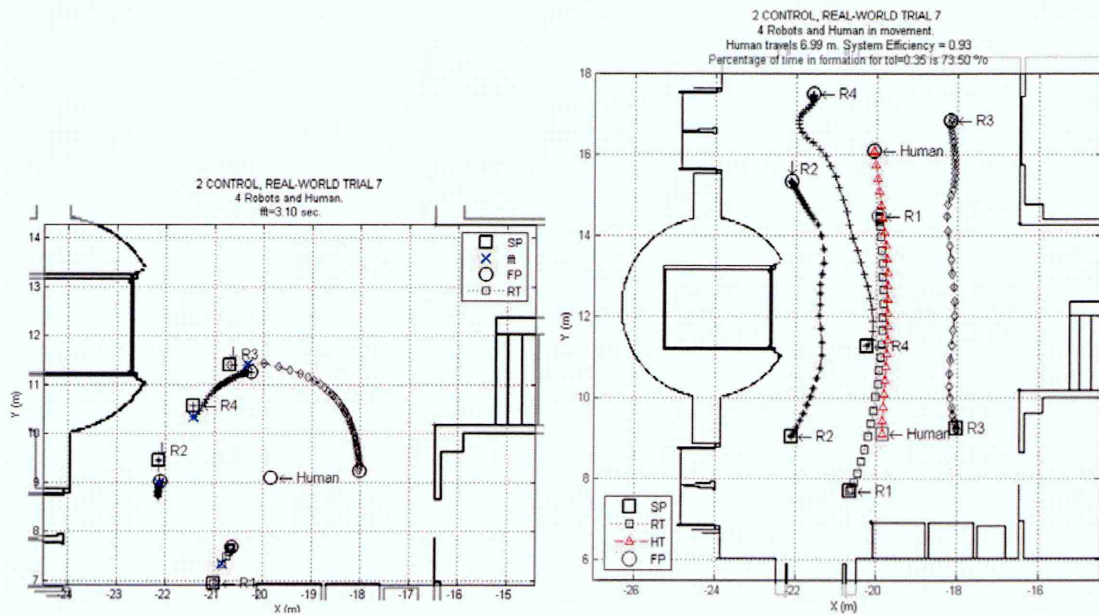 2 CONTROL, REAL-WORLD TRIAL 7
4 Robots and Human.
fft=3.10 sec.
14
13
12
11
10
9
8
7
Y (m)
-24
-23
-22
-21
-20
-19
-18
-17
-16
-15
X (m)
SP
fft
FP
RT
R3
R4
R2
Human
R1
2 CONTROL, REAL-WORLD TRIAL 7
4 Robots and Human in movement.
Human travels 6.99 m. System Efficiency = 0.93
Percentage of time in formation for tol=0.35 is 73.50 %
18
16
14
12
10
8
6
Y (m)
-26
-24
-22
-20
-18
-16
X (m)
R4
R3
Human
R2
R1
R4
R2
Human
R3
R1
SP
RT
HT
FP